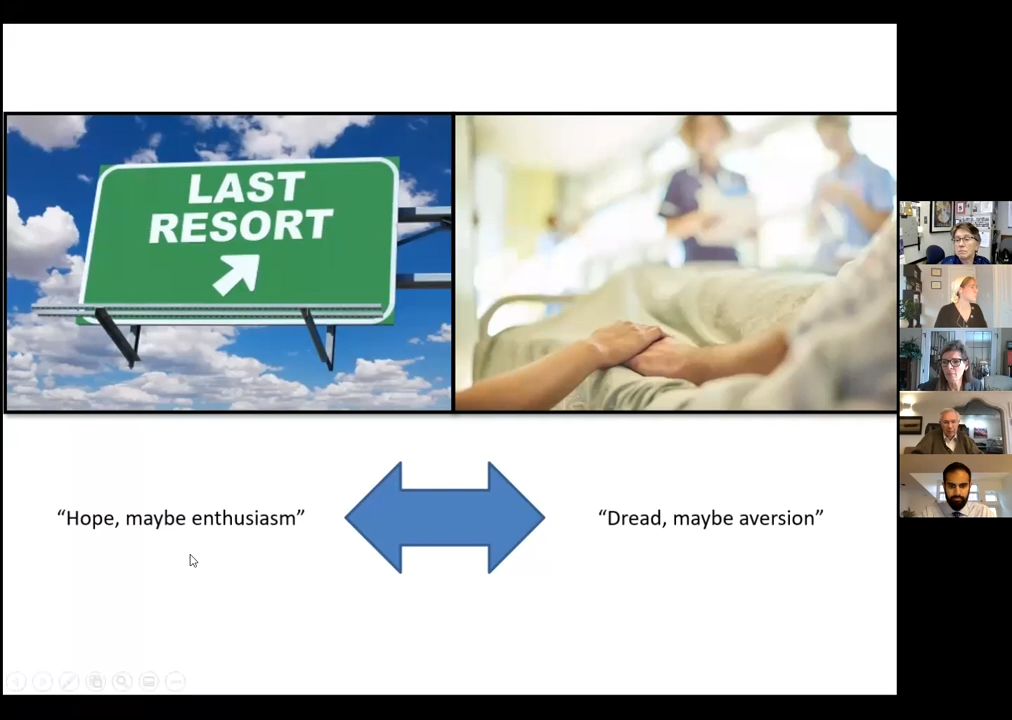 LAST
RESORT
“Hope, maybe enthusiasm”
“Dread, maybe aversion”